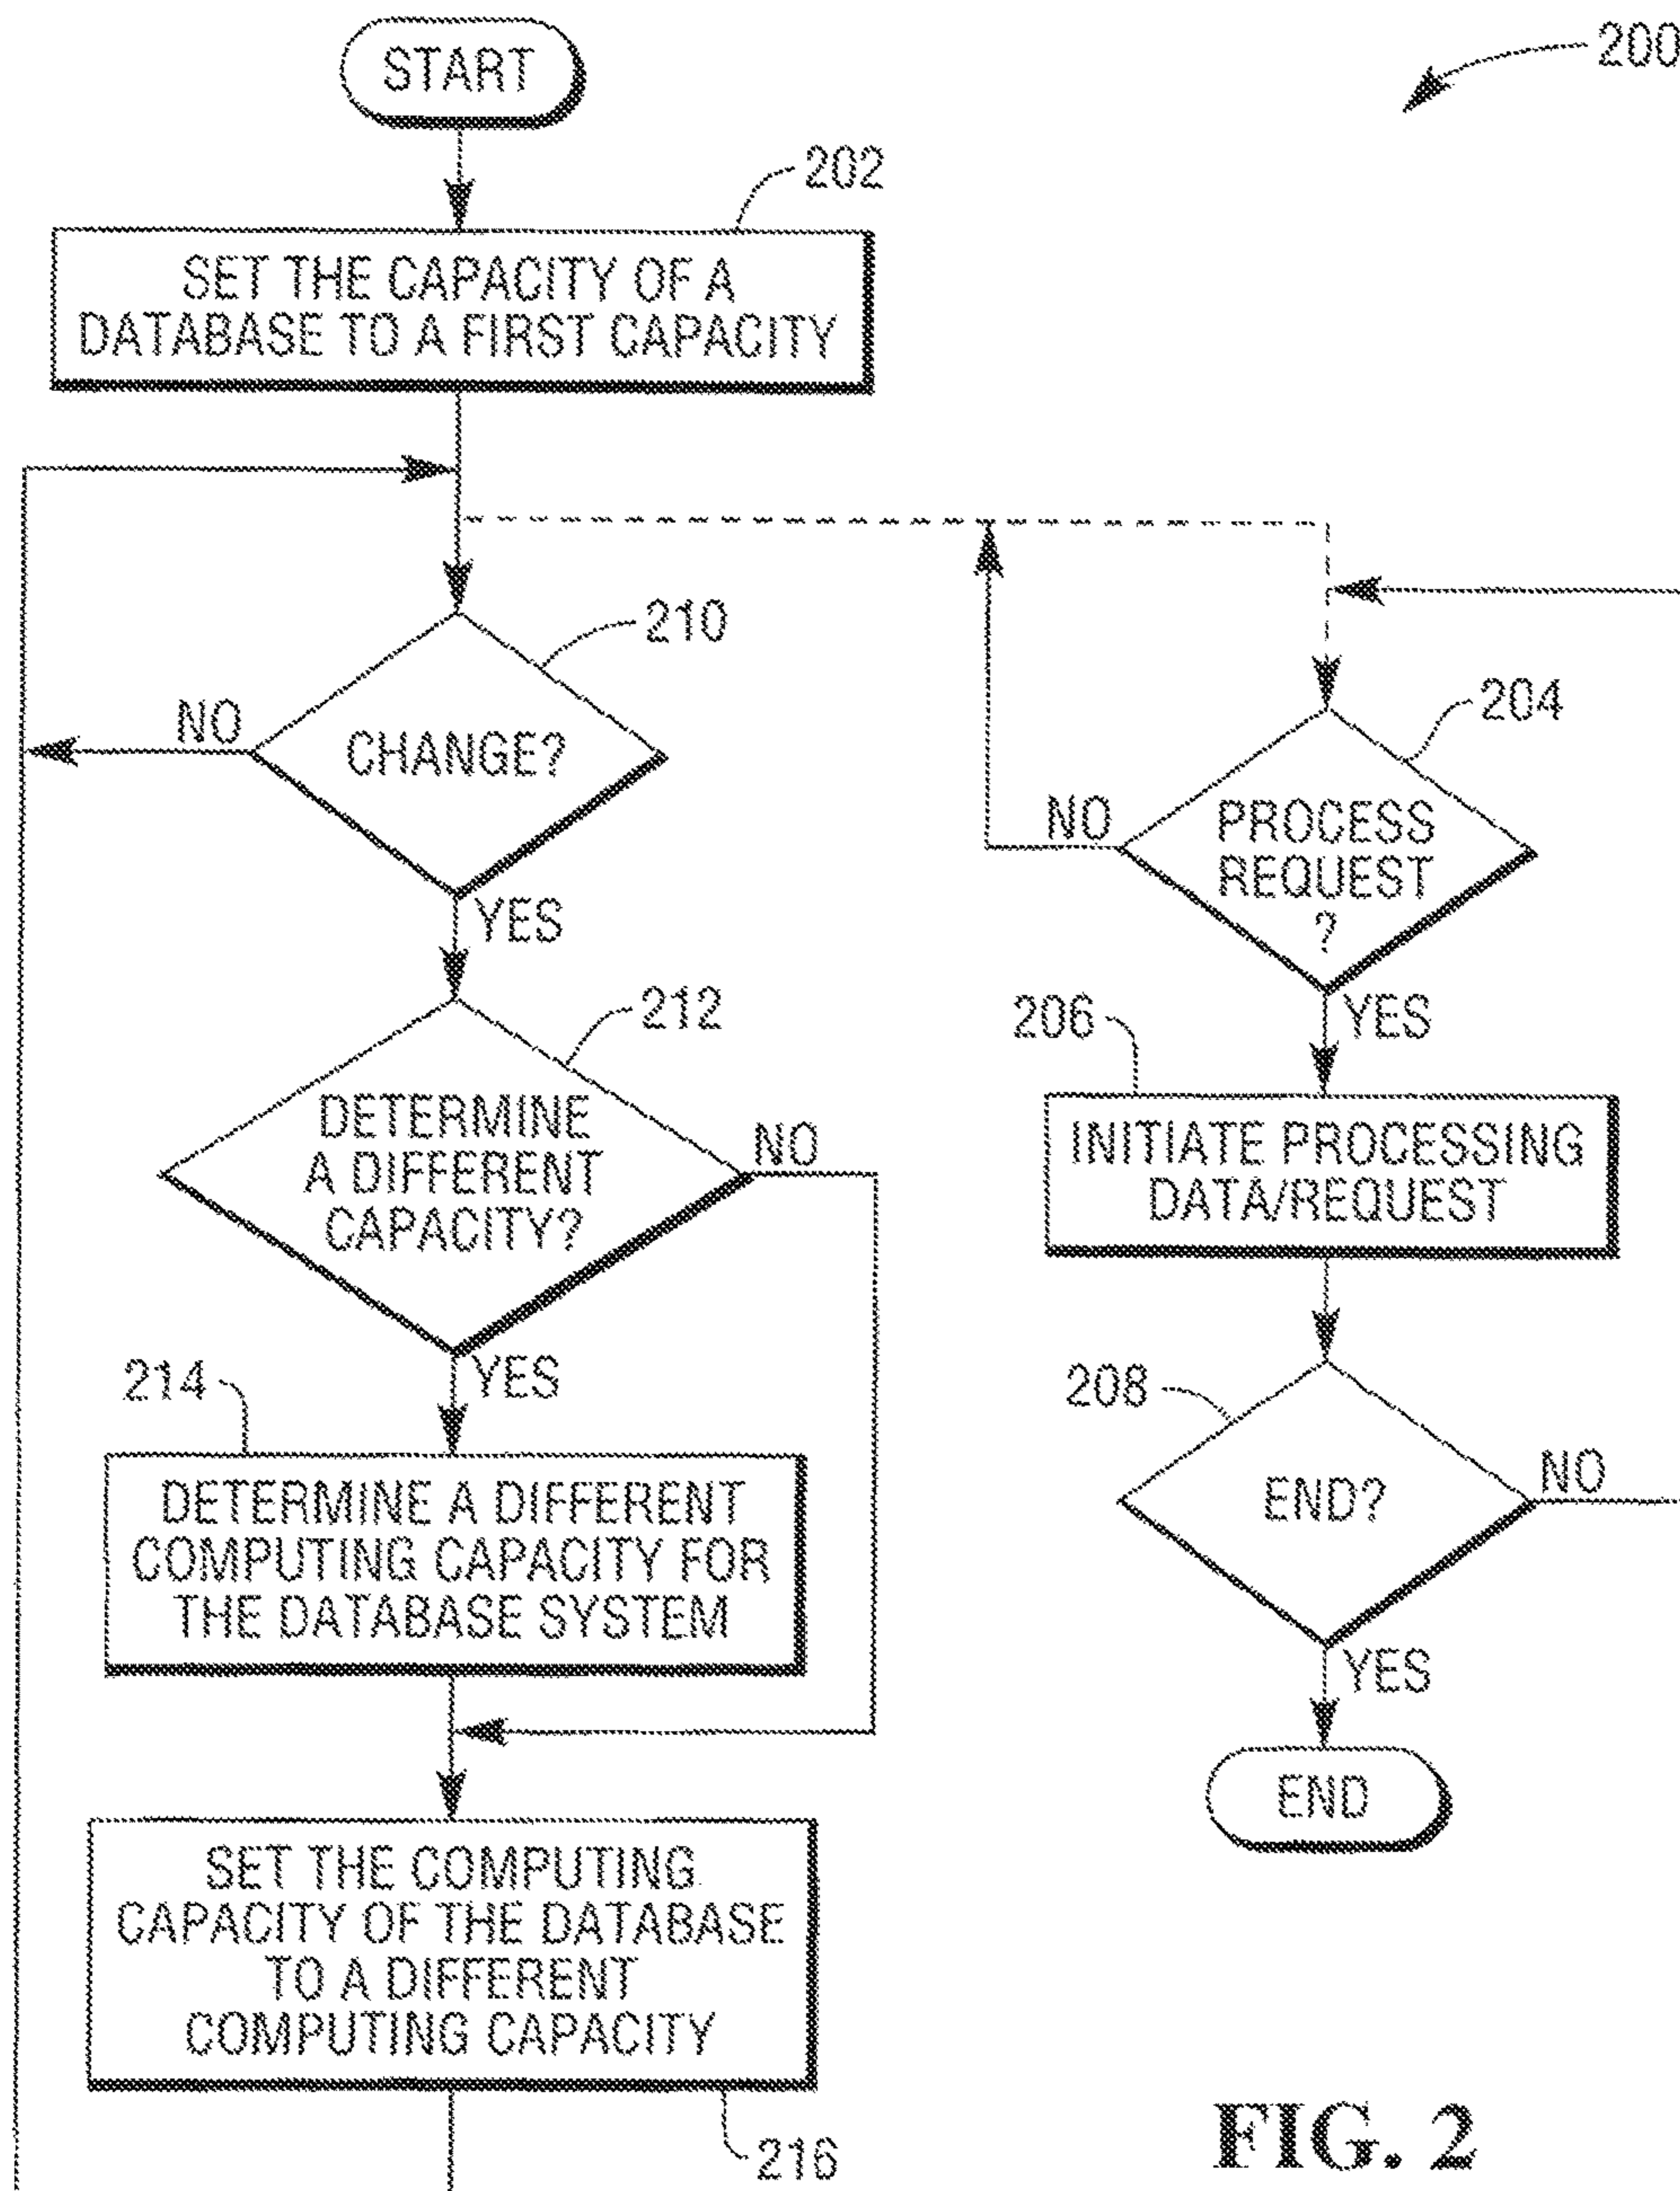 START
200
202
SET THE CAPACITY OF A
DATABASE TO A FIRST CAPACITY
210
NO
CHANGE?
YES
212
DETERMINE
A DIFFERENT
CAPACITY?
NO
YES
214
DETERMINE A DIFFERENT
COMPUTING CAPACITY FOR
THE DATABASE SYSTEM
SET THE COMPUTING
CAPACITY OF THE DATABASE
TO A DIFFERENT
COMPUTING CAPACITY
216
204
NO
PROCESS
REQUEST
?
YES
206
INITIATE PROCESSING
DATA/REQUEST
208
END?
NO
YES
END
FIG. 2